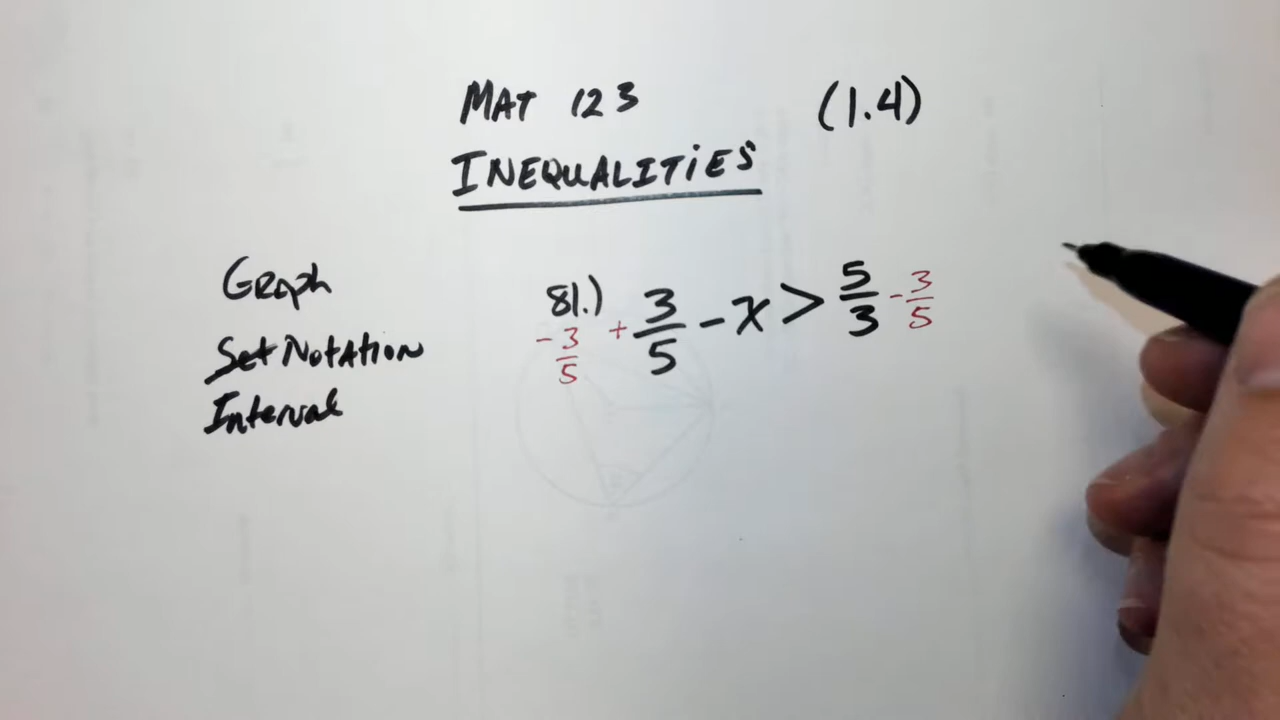 MAT 123 (1.4)
INEQUALITIES
Graph
Set Notation
Interval
81.) 3/5 - x > 5/3 - 3/5
- 3/5 +